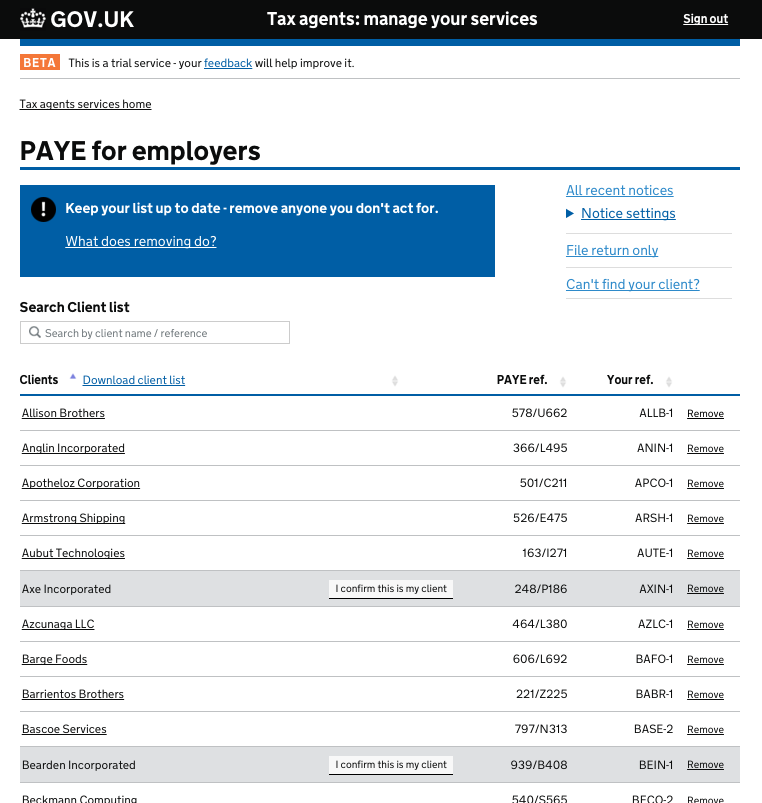 GOV.UK Tax agents: manage your services Sign out
BETA This is a trial service - your feedback will help improve it.
Tax agents services home
PAYE for employers
! Keep your list up to date - remove anyone you don't act for.
What does removing do?
All recent notices
Notice settings
File return only
Can't find your client?
Search Client list
Search by client name / reference
Clients Download client list PAYE ref. Your ref.
Allison Brothers 578/U662 ALLB-1 Remove
Anglin Incorporated 366/L495 ANIN-1 Remove
Apotheloz Corporation 501/C211 APCO-1 Remove
Armstrong Shipping 526/E475 ARSH-1 Remove
Aubut Technologies 163/I271 AUTE-1 Remove
Axe Incorporated I confirm this is my client 248/P186 AXIN-1 Remove
Azcunaga LLC 464/L380 AZLC-1 Remove
Barge Foods 606/L692 BAFO-1 Remove
Barrientos Brothers 221/Z225 BABR-1 Remove
Bascoe Services 797/N313 BASE-2 Remove
Bearden Incorporated I confirm this is my client 939/B408 BEIN-1 Remove
Beckmann Computing 540/S565 BECO-2 Remove